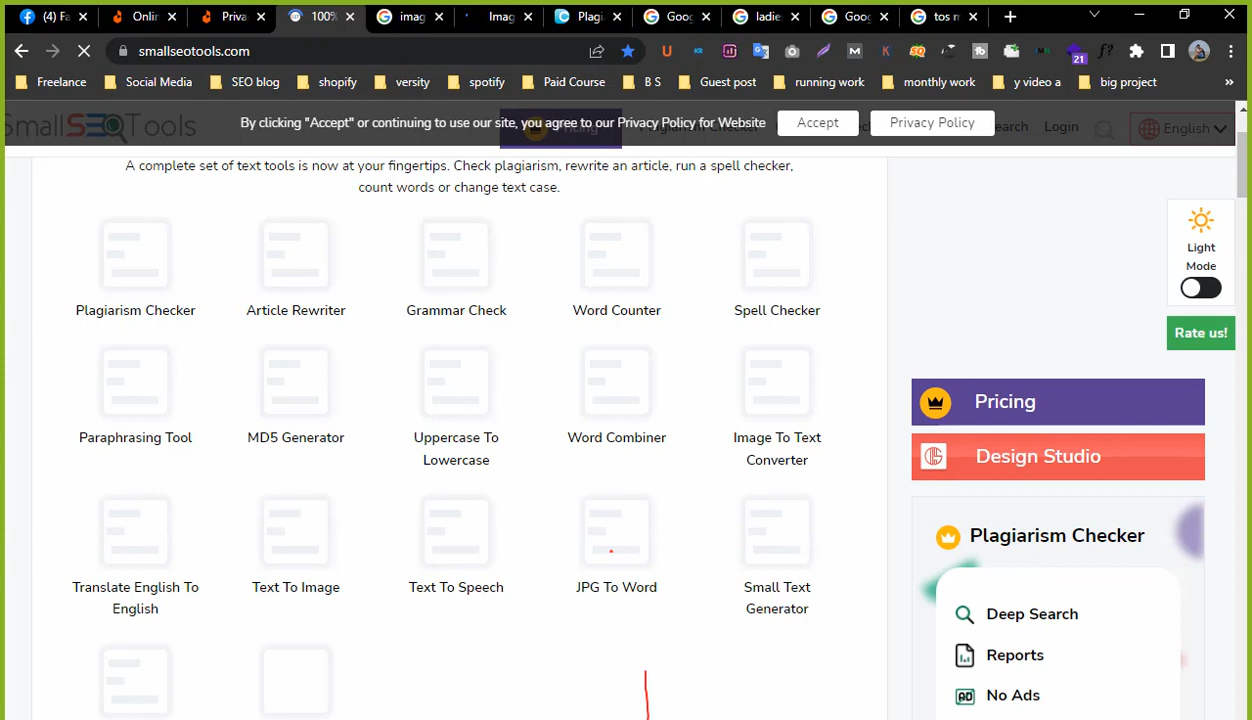 (4) Fa
Onlin
Priva
100%
imag
Imag
Plagi
Goog
ladie
Goog
tos m
smallseotools.com
21
Freelance
Social Media
SEO blog
shopify
versity
spotify
Paid Course
B S
Guest post
running work
monthly work
y video a
big project
SmallSEOTools
By clicking "Accept" or continuing to use our site, you agree to our Privacy Policy for Website
Accept
Privacy Policy
Login
English
A complete set of text tools is now at your fingertips. Check plagiarism, rewrite an article, run a spell checker,
count words or change text case.
Light
Mode
Plagiarism Checker
Article Rewriter
Grammar Check
Word Counter
Spell Checker
Rate us!
Pricing
Paraphrasing Tool
MD5 Generator
Uppercase To
Lowercase
Word Combiner
Image To Text
Converter
Design Studio
Plagiarism Checker
Translate English To
English
Text To Image
Text To Speech
JPG To Word
Small Text
Generator
Deep Search
Reports
AD
No Ads